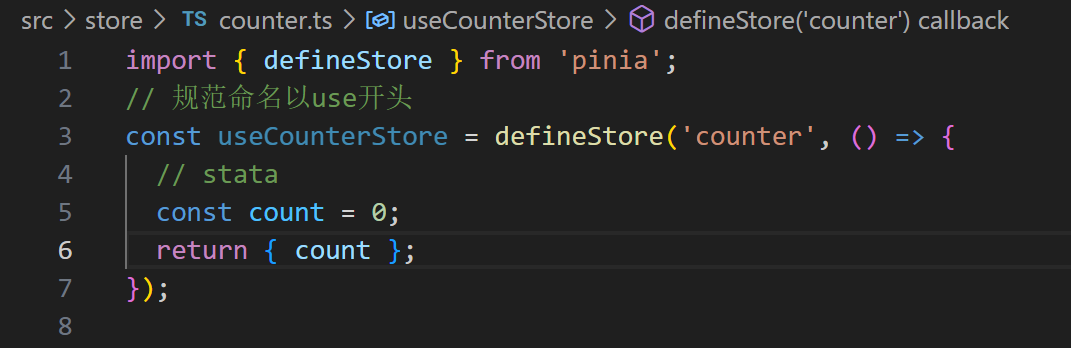 src > store > TS counter.ts > useCounterStore > defineStore('counter') callback
1 import { defineStore } from 'pinia';
2 // 规范命名以use开头
3 const useCounterStore = defineStore('counter', () => {
4 // stata
5 const count = 0;
6 return { count };
7 });
8